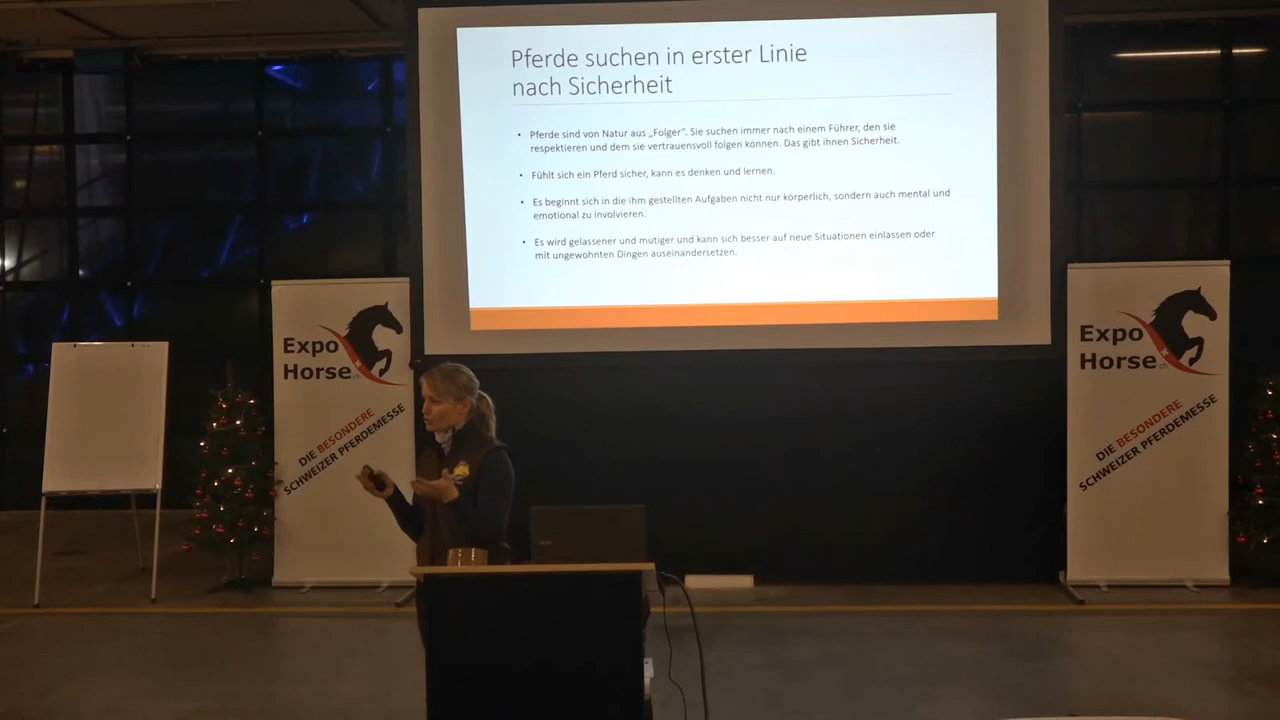 Pferde suchen in erster Linie
nach Sicherheit
• Pferde sind von Natur aus „Folger“. Sie suchen immer nach einem Führer, den sie
respektieren und dem sie vertrauensvoll folgen können. Das gibt ihnen Sicherheit.
• Fühlt sich ein Pferd sicher, kann es denken und lernen.
• Es beginnt sich in die ihm gestellten Aufgaben nicht nur körperlich, sondern auch mental und
emotional zu involvieren.
• Es wird gelassener und mutiger und kann sich besser auf neue Situationen einlassen oder
mit ungewohnten Dingen auseinandersetzen.
Expo
Horse.ch
DIE BESONDERE
SCHWEIZER PFERDEMESSE
Expo
Horse.ch
DIE BESONDERE
SCHWEIZER PFERDEMESSE